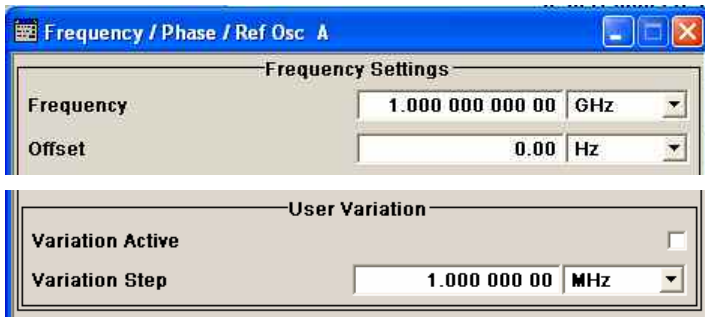 Frequency / Phase / Ref Osc A
Frequency Settings
Frequency 1.000 000 000 00 GHz
Offset 0.00 Hz
User Variation
Variation Active
Variation Step 1.000 000 00 MHz